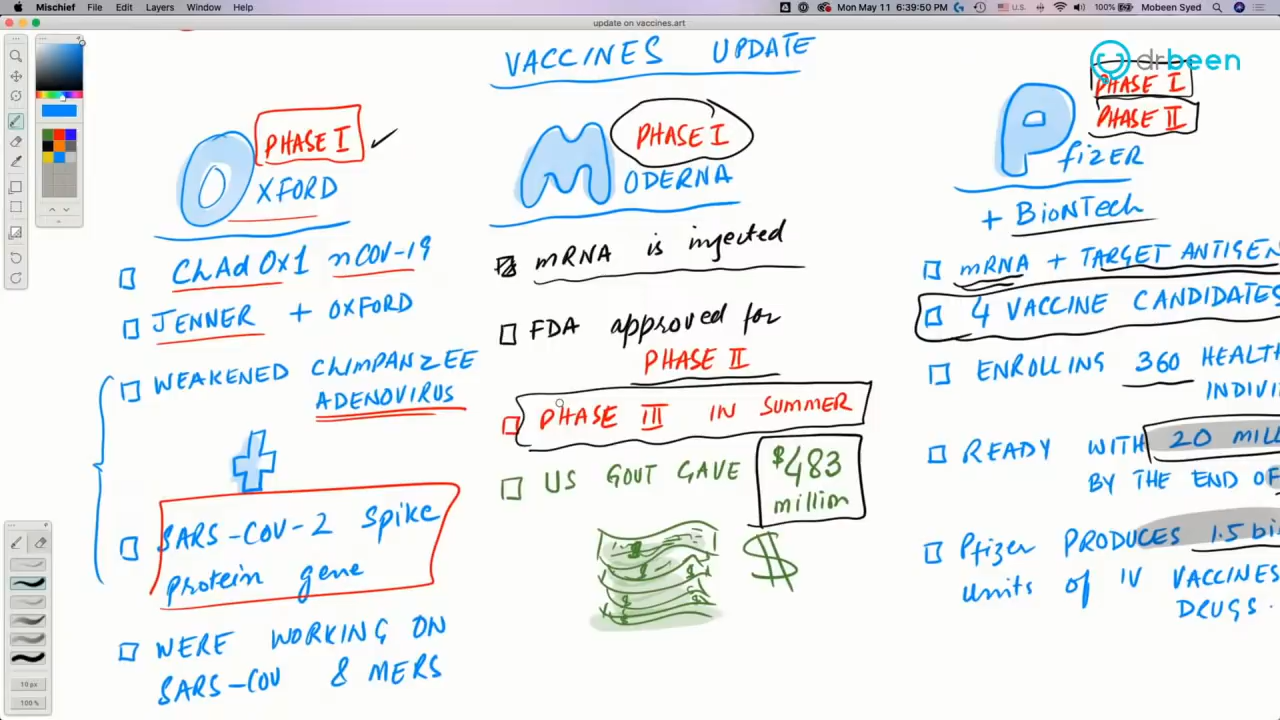 Mischief File Edit Layers Window Help
U.S. 100% Mon May 11 6:39:50 PM Mobeen Syed
update on vaccines.art
drbeen
VACCINES UPDATE
PHASE I
OXFORD
ChAdOx1 nCOV-19
JENNER + OXFORD
WEAKENED CHIMPANZEE
ADENOVIRUS
SARS-COV-2 Spike
protein gene
WERE WORKING ON
SARS-COV & MERS
PHASE I
MODERNA
mRNA is injected
FDA approved for
PHASE II
PHASE III IN SUMMER
US GOVT GAVE $483
million
$
PHASE I
PHASE II
PfIZER
+ BIONTech
mRNA + TARGET ANTIGEN
4 VACCINE CANDIDATES
ENROLLING 360 HEALTH
INDIVI
READY WITH 20 MILL
BY THE END OF
Pfizer PRODUCES 1.5 bil
units of IV VACCINES
DRUGS.
10 px
100 %